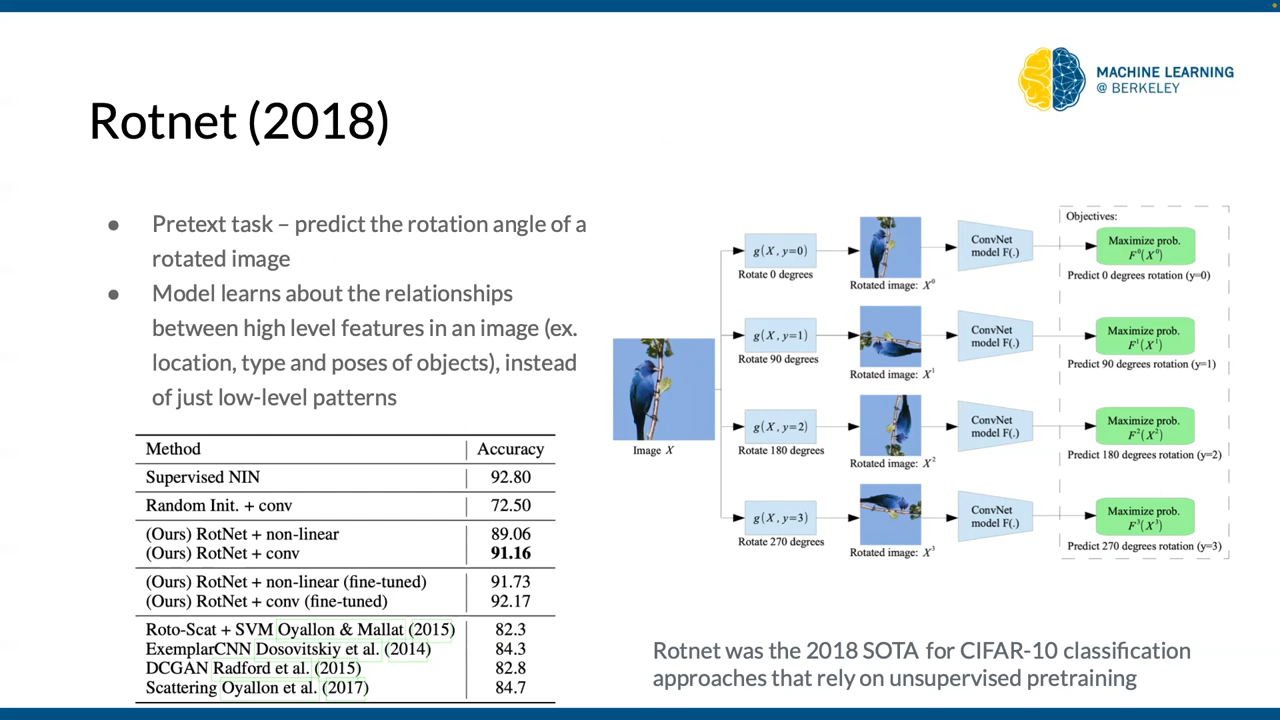 MACHINE LEARNING
@ BERKELEY
Rotnet (2018)
● Pretext task – predict the rotation angle of a
rotated image
● Model learns about the relationships
between high level features in an image (ex.
location, type and poses of objects), instead
of just low-level patterns
Method Accuracy
Supervised NIN 92.80
Random Init. + conv 72.50
(Ours) RotNet + non-linear 89.06
(Ours) RotNet + conv 91.16
(Ours) RotNet + non-linear (fine-tuned) 91.73
(Ours) RotNet + conv (fine-tuned) 92.17
Roto-Scat + SVM Oyallon & Mallat (2015) 82.3
ExemplarCNN Dosovitskiy et al. (2014) 84.3
DCGAN Radford et al. (2015) 82.8
Scattering Oyallon et al. (2017) 84.7
Image X
g(X, y=0)
Rotate 0 degrees
Rotated image: X⁰
ConvNet
model F(.)
Objectives:
Maximize prob.
F⁰(X⁰)
Predict 0 degrees rotation (y=0)
g(X, y=1)
Rotate 90 degrees
Rotated image: X¹
ConvNet
model F(.)
Maximize prob.
F¹(X¹)
Predict 90 degrees rotation (y=1)
g(X, y=2)
Rotate 180 degrees
Rotated image: X²
ConvNet
model F(.)
Maximize prob.
F²(X²)
Predict 180 degrees rotation (y=2)
g(X, y=3)
Rotate 270 degrees
Rotated image: X³
ConvNet
model F(.)
Maximize prob.
F³(X³)
Predict 270 degrees rotation (y=3)
Rotnet was the 2018 SOTA for CIFAR-10 classification
approaches that rely on unsupervised pretraining